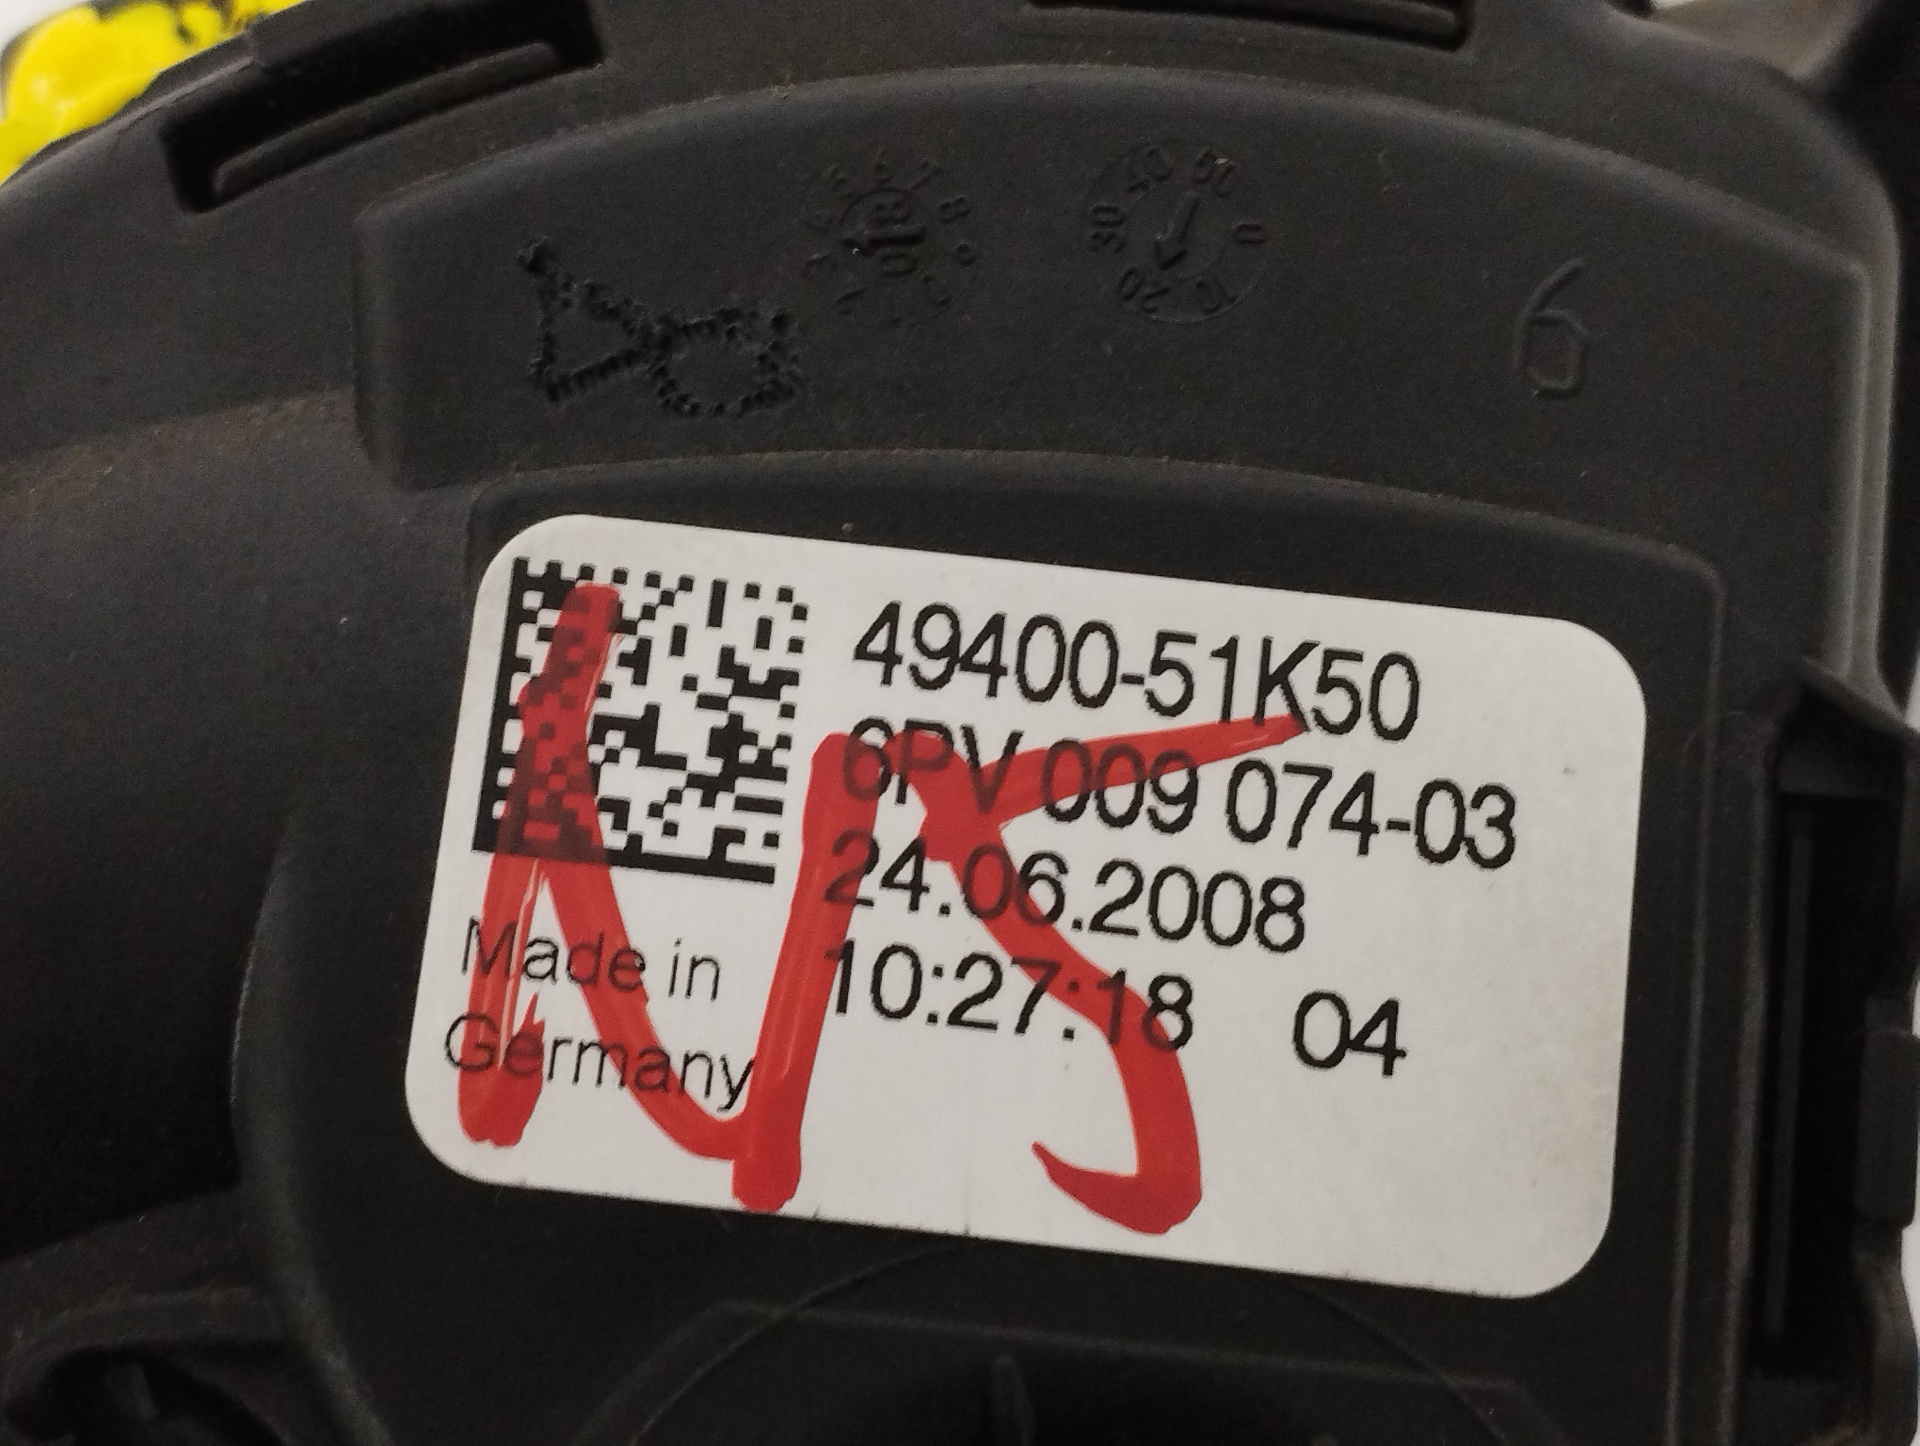 6
49400-51K50
6PV 009 074-03
24.06.2008
10:27:18 04
Made in
Germany